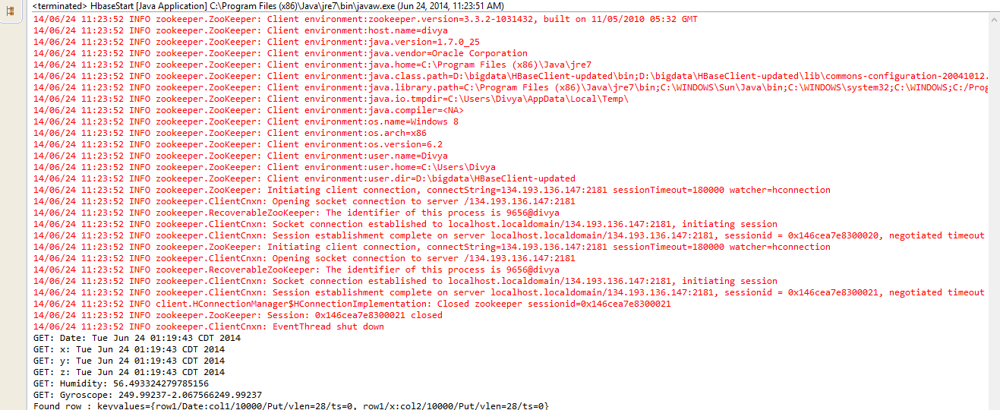 <terminated> HbaseStart [Java Application] C:\Program Files (x86)\Java\jre7\bin\javaw.exe (Jun 24, 2014, 11:23:51 AM)
14/06/24 11:23:52 INFO zookeeper.ZooKeeper: Client environment:zookeeper.version=3.3.2-1031432, built on 11/05/2010 05:32 GMT
14/06/24 11:23:52 INFO zookeeper.ZooKeeper: Client environment:host.name=divya
14/06/24 11:23:52 INFO zookeeper.ZooKeeper: Client environment:java.version=1.7.0_25
14/06/24 11:23:52 INFO zookeeper.ZooKeeper: Client environment:java.vendor=Oracle Corporation
14/06/24 11:23:52 INFO zookeeper.ZooKeeper: Client environment:java.home=C:\Program Files (x86)\Java\jre7
14/06/24 11:23:52 INFO zookeeper.ZooKeeper: Client environment:java.class.path=D:\bigdata\HBaseClient-updated\bin;D:\bigdata\HBaseClient-updated\lib\commons-configuration-20041012.
14/06/24 11:23:52 INFO zookeeper.ZooKeeper: Client environment:java.library.path=C:\Program Files (x86)\Java\jre7\bin;C:\WINDOWS\Sun\Java\bin;C:\WINDOWS\system32;C:\WINDOWS;C:/Prog
14/06/24 11:23:52 INFO zookeeper.ZooKeeper: Client environment:java.io.tmpdir=C:\Users\Divya\AppData\Local\Temp\
14/06/24 11:23:52 INFO zookeeper.ZooKeeper: Client environment:java.compiler=<NA>
14/06/24 11:23:52 INFO zookeeper.ZooKeeper: Client environment:os.name=Windows 8
14/06/24 11:23:52 INFO zookeeper.ZooKeeper: Client environment:os.arch=x86
14/06/24 11:23:52 INFO zookeeper.ZooKeeper: Client environment:os.version=6.2
14/06/24 11:23:52 INFO zookeeper.ZooKeeper: Client environment:user.name=Divya
14/06/24 11:23:52 INFO zookeeper.ZooKeeper: Client environment:user.home=C:\Users\Divya
14/06/24 11:23:52 INFO zookeeper.ZooKeeper: Client environment:user.dir=D:\bigdata\HBaseClient-updated
14/06/24 11:23:52 INFO zookeeper.ZooKeeper: Initiating client connection, connectString=134.193.136.147:2181 sessionTimeout=180000 watcher=hconnection
14/06/24 11:23:52 INFO zookeeper.ClientCnxn: Opening socket connection to server /134.193.136.147:2181
14/06/24 11:23:52 INFO zookeeper.RecoverableZooKeeper: The identifier of this process is 9656@divya
14/06/24 11:23:52 INFO zookeeper.ClientCnxn: Socket connection established to localhost.localdomain/134.193.136.147:2181, initiating session
14/06/24 11:23:52 INFO zookeeper.ClientCnxn: Session establishment complete on server localhost.localdomain/134.193.136.147:2181, sessionid = 0x146cea7e8300020, negotiated timeout
14/06/24 11:23:52 INFO zookeeper.ZooKeeper: Initiating client connection, connectString=134.193.136.147:2181 sessionTimeout=180000 watcher=hconnection
14/06/24 11:23:52 INFO zookeeper.ClientCnxn: Opening socket connection to server /134.193.136.147:2181
14/06/24 11:23:52 INFO zookeeper.RecoverableZooKeeper: The identifier of this process is 9656@divya
14/06/24 11:23:52 INFO zookeeper.ClientCnxn: Socket connection established to localhost.localdomain/134.193.136.147:2181, initiating session
14/06/24 11:23:52 INFO zookeeper.ClientCnxn: Session establishment complete on server localhost.localdomain/134.193.136.147:2181, sessionid = 0x146cea7e8300021, negotiated timeout
14/06/24 11:23:52 INFO client.HConnectionManager$HConnectionImplementation: Closed zookeeper sessionid=0x146cea7e8300021
14/06/24 11:23:52 INFO zookeeper.ZooKeeper: Session: 0x146cea7e8300021 closed
14/06/24 11:23:52 INFO zookeeper.ClientCnxn: EventThread shut down
GET: Date: Tue Jun 24 01:19:43 CDT 2014
GET: x: Tue Jun 24 01:19:43 CDT 2014
GET: y: Tue Jun 24 01:19:43 CDT 2014
GET: z: Tue Jun 24 01:19:43 CDT 2014
GET: Humidity: 56.493324279785156
GET: Gyroscope: 249.99237-2.067566249.99237
Found row : keyvalues={row1/Date:col1/10000/Put/vlen=28/ts=0, row1/x:col2/10000/Put/vlen=28/ts=0}